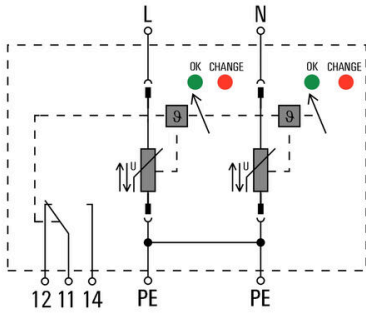 L N
OK CHANGE OK CHANGE
ϑ ϑ
U U
12 11 14 PE PE